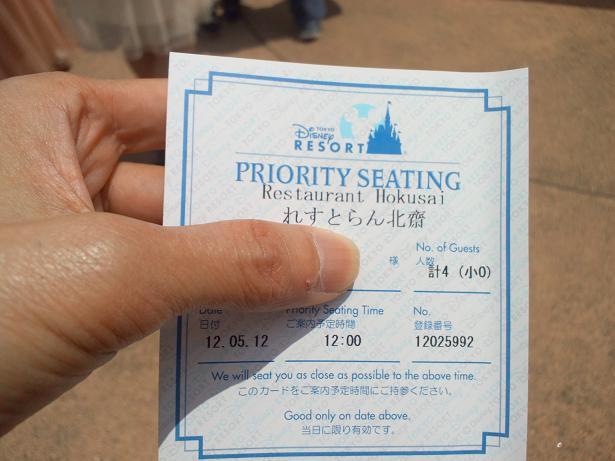 TOKYO
Disney
RESORT
PRIORITY SEATING
Restaurant Hokusai
れすとらん北齋
様
No. of Guests
人数
計4 (小0)
Date
日付
12.05.12
Priority Seating Time
ご案内予定時間
12:00
No.
登録番号
12025992
We will seat you as close as possible to the above time.
このカードをご案内予定時間にご持参ください。
Good only on date above.
当日に限り有効です。